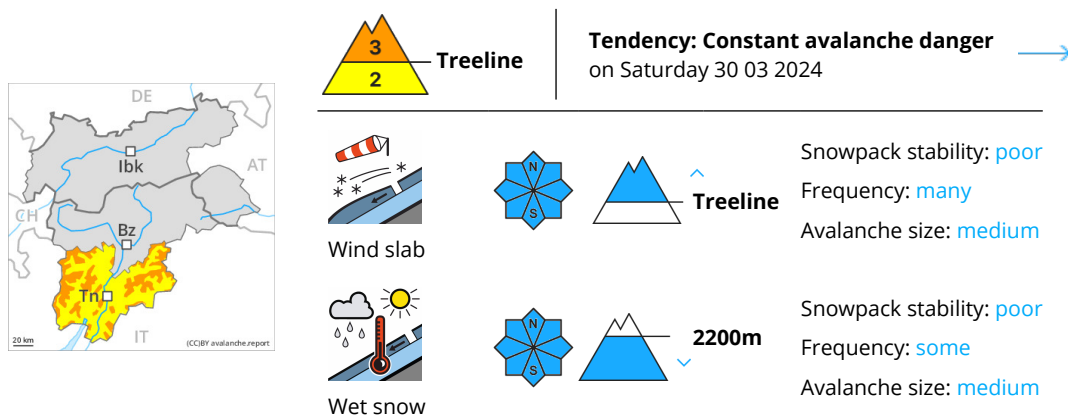 3
2
Treeline
Tendency: Constant avalanche danger
on Saturday 30 03 2024
DE
Ibk
AT
CH
Bz
Tn
IT
20 km
(CC)BY avalanche.report
N
S
Wind slab
Treeline
Snowpack stability: poor
Frequency: many
Avalanche size: medium
N
S
Wet snow
2200m
Snowpack stability: poor
Frequency: some
Avalanche size: medium